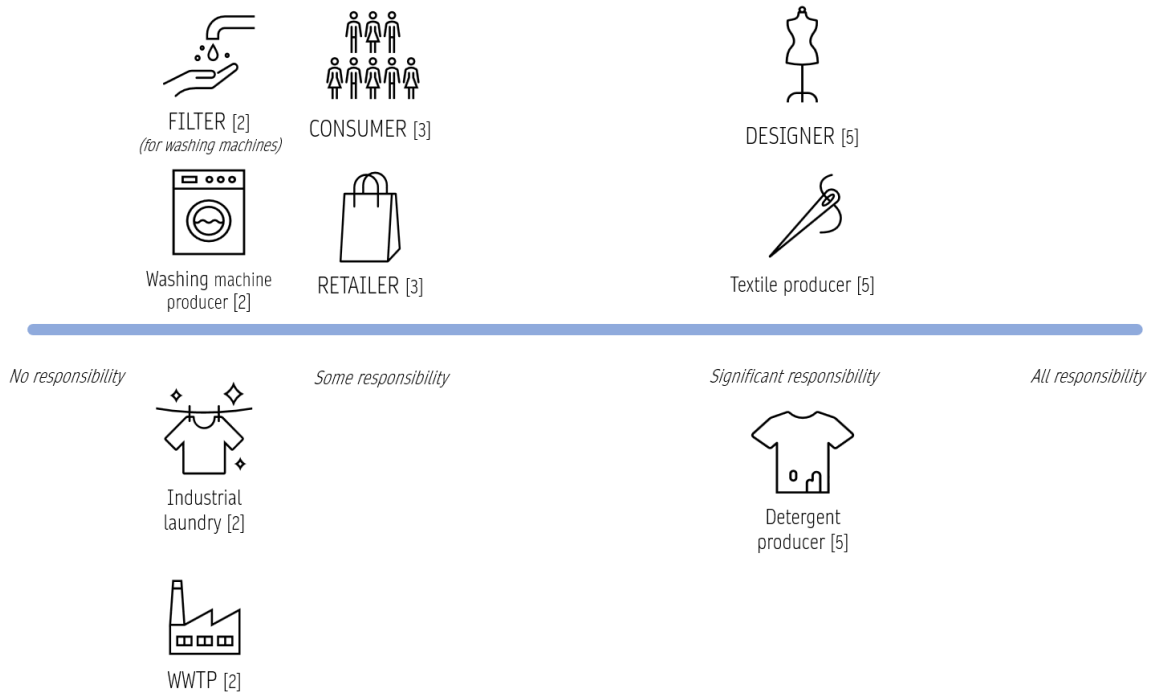 FILTER [2]
(for washing machines)
CONSUMER [3]
DESIGNER [5]
Washing machine
producer [2]
RETAILER [3]
Textile producer [5]
No responsibility
Some responsibility
Significant responsibility
All responsibility
Industrial
laundry [2]
Detergent
producer [5]
WWTP [2]